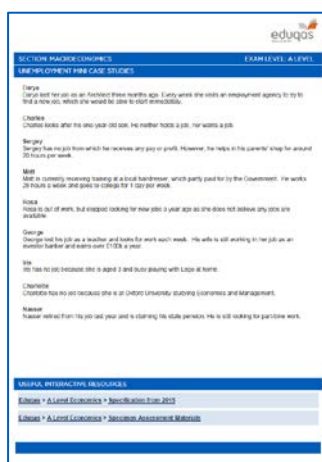 eduqas
SECTION: MACROECONOMICS EXAM LEVEL: A LEVEL
UNEMPLOYMENT MINI CASE STUDIES
Darya
Darya lost her job as an Architect three months ago. Every week she visits an employment agency to try to
find a new job, which she would be able to start immediately.
Charles
Charles looks after his one year old son. He neither holds a job, nor wants a job.
Sergey
Sergey has no job from which he receives any pay or profit. However, he helps in his parents' shop for around
20 hours per week.
Matt
Matt is currently receiving training at a local hairdresser, which partly paid for by the Government. He works
28 hours a week and goes to college for 1 day per week.
Rosa
Rosa is out of work, but stopped looking for new jobs a year ago as she does not believe any jobs are
available.
George
George lost his job as a teacher and looks for work each week. His wife is still working in her job as an
investor banker and earns over £100k a year.
Iris
Iris has no job because she is aged 3 and busy playing with Lego at home.
Charlotte
Charlotte has no job because she is at Oxford University studying Economics and Management.
Nasser
Nasser retired from his job last year and is claiming his state pension. He is still looking for part-time work.
USEFUL INTERACTIVE RESOURCES
Eduqas > A Level Economics > Specification from 2015
Eduqas > A Level Economics > Specimen Assessment Materials